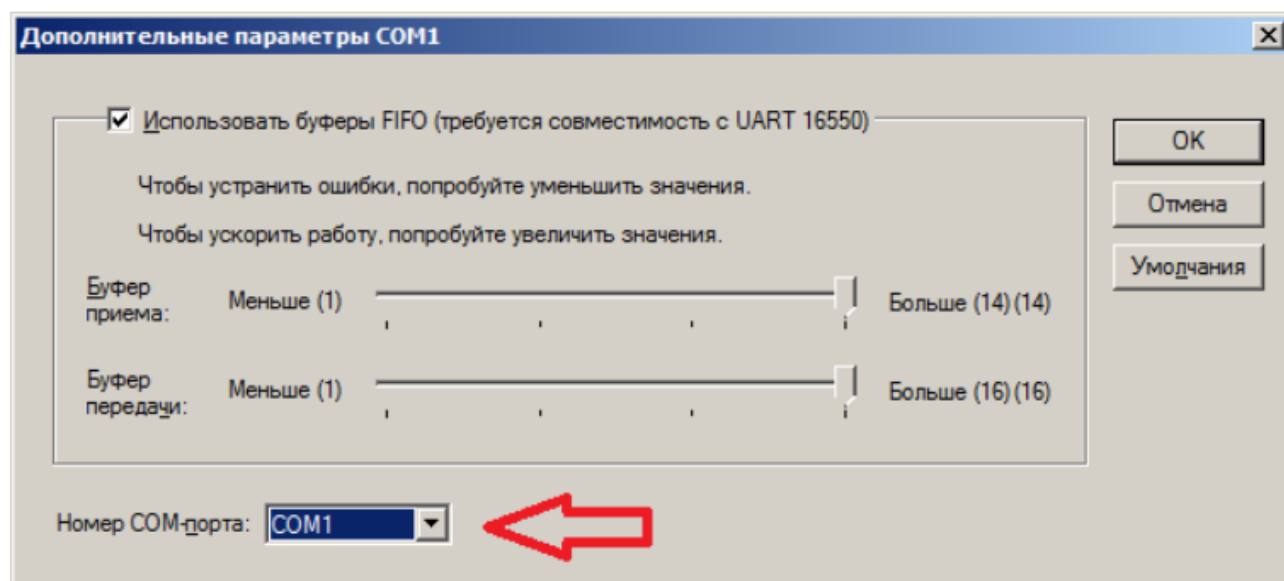 Дополнительные параметры COM1
Использовать буферы FIFO (требуется совместимость с UART 16550)
OK
Чтобы устранить ошибки, попробуйте уменьшить значения.
Отмена
Чтобы ускорить работу, попробуйте увеличить значения.
Умолчания
Буфер
приема:
Меньше (1)
Больше (14) (14)
Буфер
передачи:
Меньше (1)
Больше (16) (16)
Номер COM-порта:
COM1